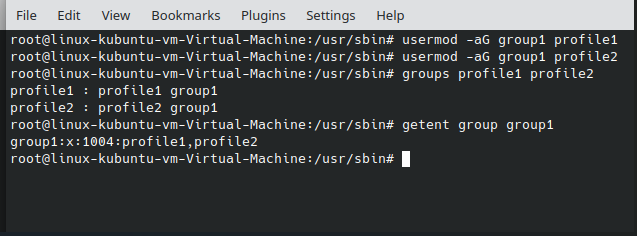 File Edit View Bookmarks Plugins Settings Help
root@linux-kubuntu-vm-Virtual-Machine:/usr/sbin# usermod -aG group1 profile1
root@linux-kubuntu-vm-Virtual-Machine:/usr/sbin# usermod -aG group1 profile2
root@linux-kubuntu-vm-Virtual-Machine:/usr/sbin# groups profile1 profile2
profile1 : profile1 group1
profile2 : profile2 group1
root@linux-kubuntu-vm-Virtual-Machine:/usr/sbin# getent group group1
group1:x:1004:profile1,profile2
root@linux-kubuntu-vm-Virtual-Machine:/usr/sbin#